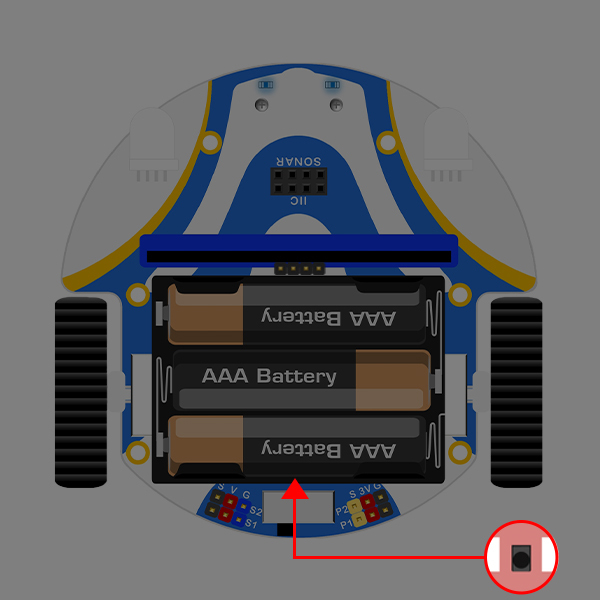 SONAR
IIC
AAA Battery
AAA Battery
AAA Battery
S V G
S2
S1
S 3V G
P2
P1